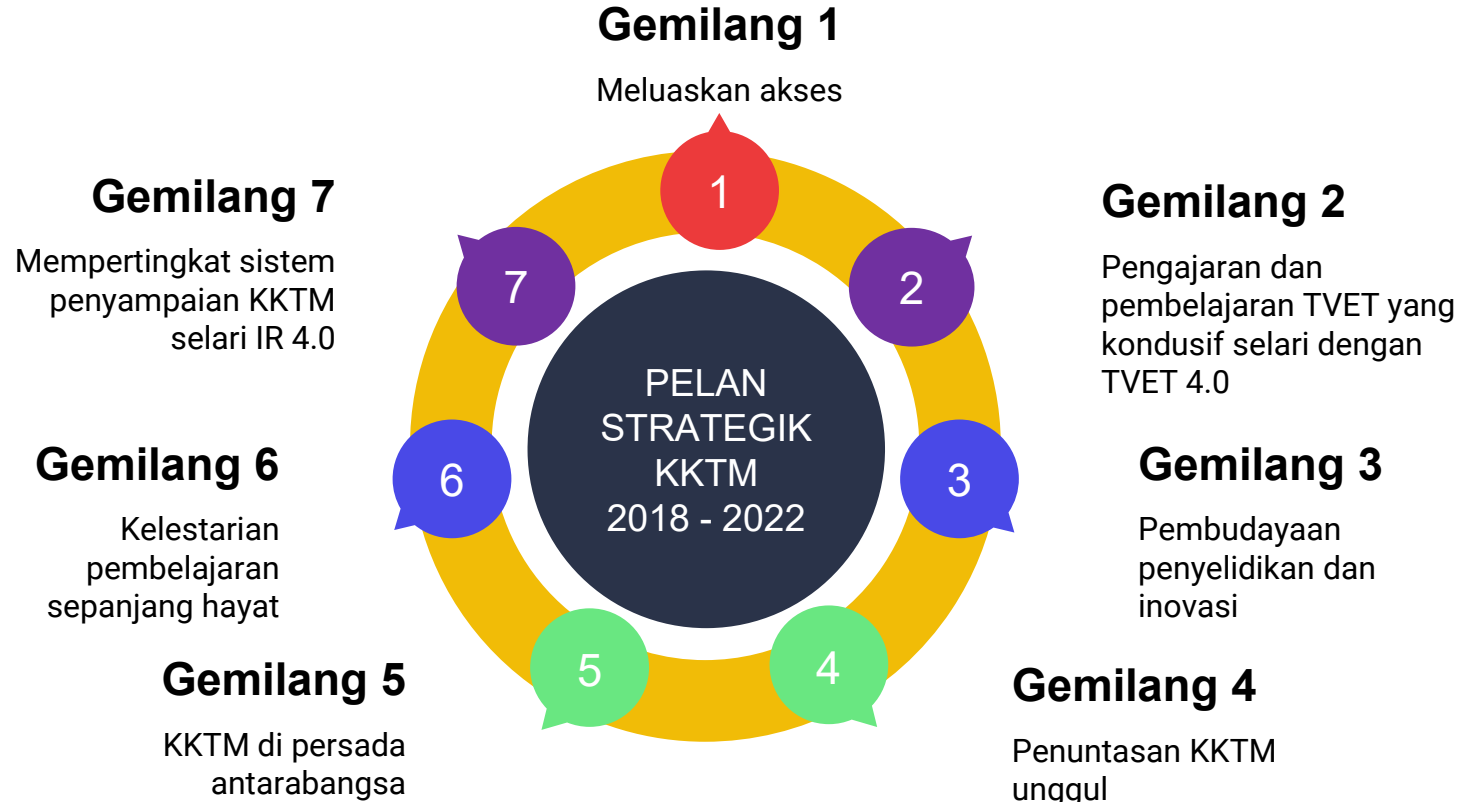 Gemilang 1
Meluaskan akses
1
Gemilang 2
Pengajaran dan
pembelajaran TVET yang
kondusif selari dengan
TVET 4.0
2
Gemilang 3
Pembudayaan
penyelidikan dan
inovasi
3
Gemilang 4
Penuntasan KKTM
unggul
4
Gemilang 5
KKTM di persada
antarabangsa
5
Gemilang 6
Kelestarian
pembelajaran
sepanjang hayat
6
Gemilang 7
Mempertingkat sistem
penyampaian KKTM
selari IR 4.0
7
PELAN
STRATEGIK
KKTM
2018 - 2022